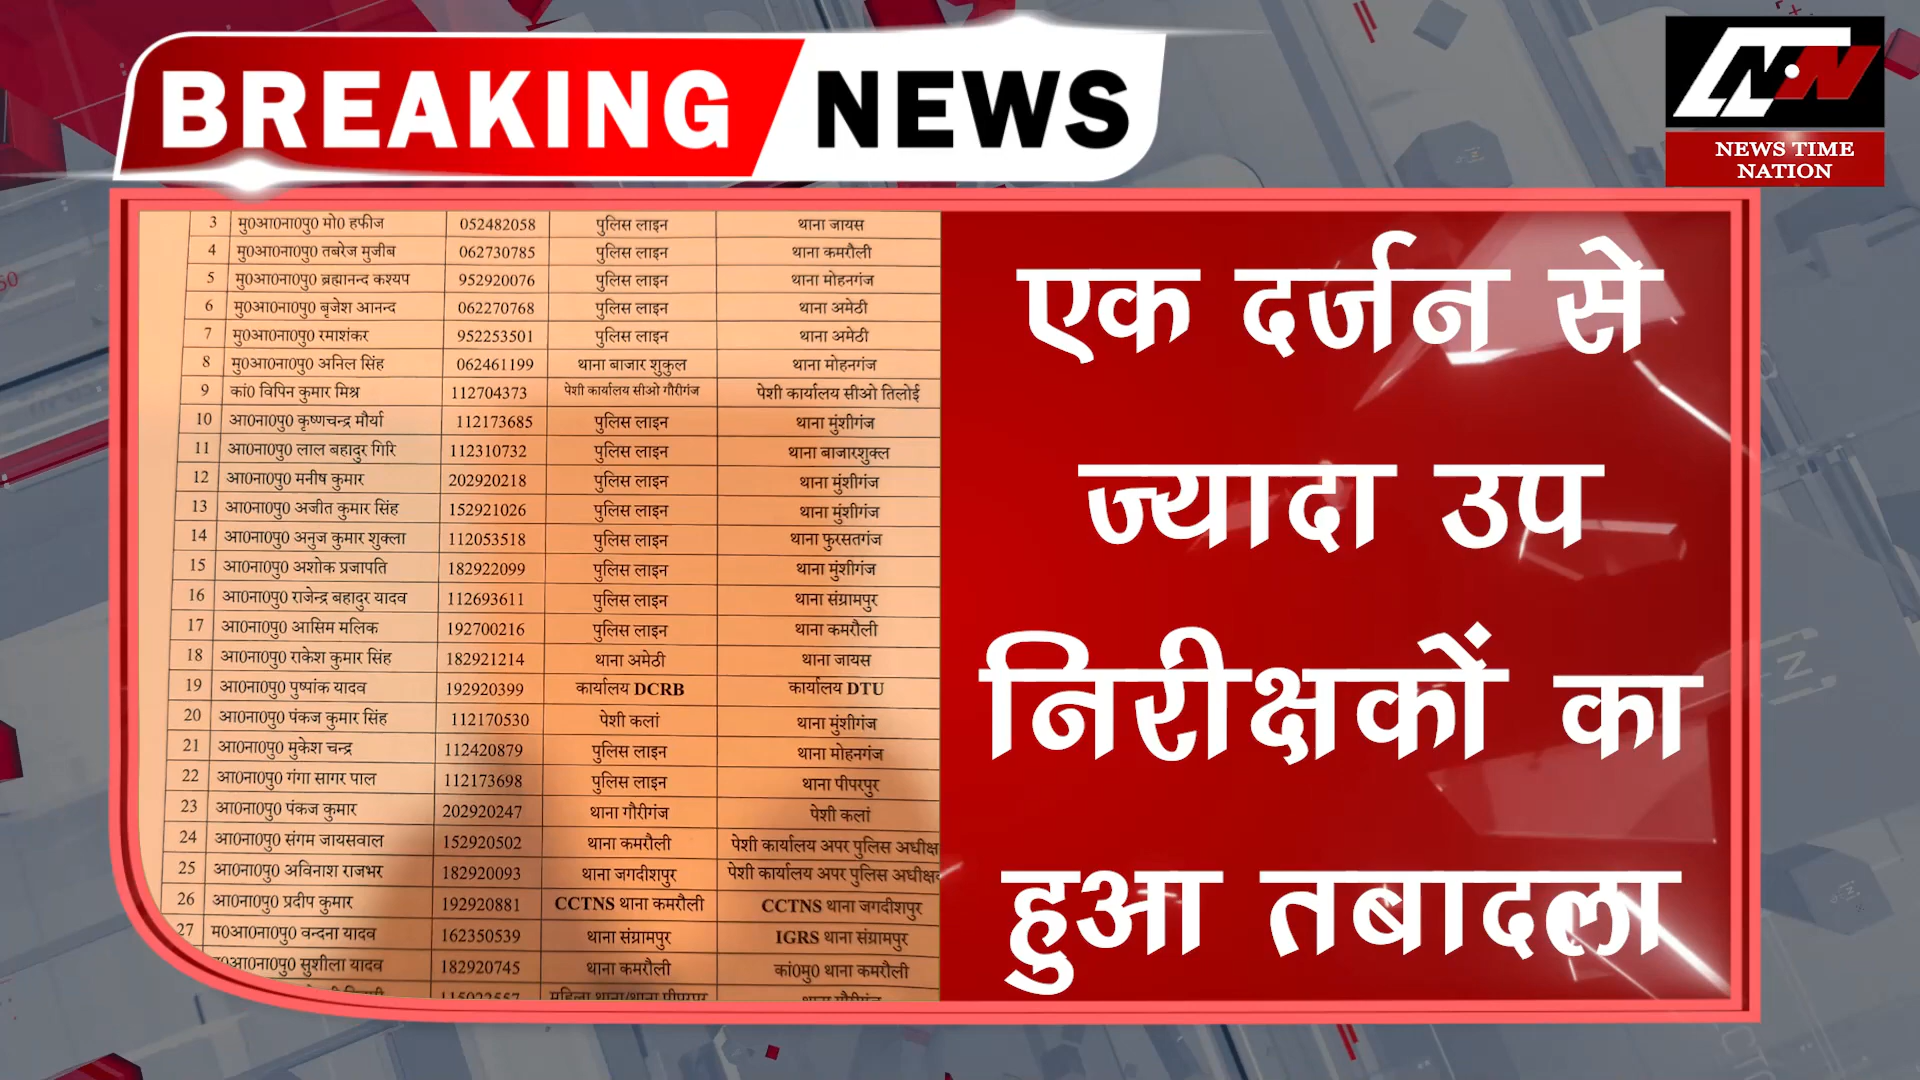 BREAKING NEWS
NEWS TIME
NATION
3 मु0आ0ना0पु0 मो0 हफीज 052482058 पुलिस लाइन थाना जायस
4 मु0आ0ना0पु0 तबरेज मुजीब 062730785 पुलिस लाइन थाना कमरौली
5 मु0आ0ना0पु0 ब्रह्मानन्द कश्यप 952920076 पुलिस लाइन थाना मोहनगंज
6 मु0आ0ना0पु0 बृजेश आनन्द 062270768 पुलिस लाइन थाना अमेठी
7 मु0आ0ना0पु0 रमाशंकर 952253501 पुलिस लाइन थाना अमेठी
8 मु0आ0ना0पु0 अनिल सिंह 062461199 थाना बाजार शुकुल थाना मोहनगंज
9 कां0 विपिन कुमार मिश्र 112704373 पेशी कार्यालय सीओ गौरीगंज पेशी कार्यालय सीओ तिलोई
10 आ0ना0पु0 कृष्णचन्द्र मौर्या 112173685 पुलिस लाइन थाना मुंशीगंज
11 आ0ना0पु0 लाल बहादुर गिरि 112310732 पुलिस लाइन थाना बाजारशुक्ल
12 आ0ना0पु0 मनीष कुमार 202920218 पुलिस लाइन थाना मुंशीगंज
13 आ0ना0पु0 अजीत कुमार सिंह 152921026 पुलिस लाइन थाना मुंशीगंज
14 आ0ना0पु0 अनुज कुमार शुक्ला 112053518 पुलिस लाइन थाना फुरसतगंज
15 आ0ना0पु0 अशोक प्रजापति 182922099 पुलिस लाइन थाना मुंशीगंज
16 आ0ना0पु0 राजेन्द्र बहादुर यादव 112693611 पुलिस लाइन थाना संग्रामपुर
17 आ0ना0पु0 आसिम मलिक 192700216 पुलिस लाइन थाना कमरौली
18 आ0ना0पु0 राकेश कुमार सिंह 182921214 थाना अमेठी थाना जायस
19 आ0ना0पु0 पुष्पांक यादव 192920399 कार्यालय DCRB कार्यालय DTU
20 आ0ना0पु0 पंकज कुमार सिंह 112170530 पेशी कलां थाना मुंशीगंज
21 आ0ना0पु0 मुकेश चन्द्र 112420879 पुलिस लाइन थाना मोहनगंज
22 आ0ना0पु0 गंगा सागर पाल 112173698 पुलिस लाइन थाना पीपरपुर
23 आ0ना0पु0 पंकज कुमार 202920247 थाना गौरीगंज पेशी कलां
24 आ0ना0पु0 संगम जायसवाल 152920502 थाना कमरौली पेशी कार्यालय अपर पुलिस अधीक्ष
25 आ0ना0पु0 अविनाश राजभर 182920093 थाना जगदीशपुर पेशी कार्यालय अपर पुलिस अधीक्षक
26 आ0ना0पु0 प्रदीप कुमार 192920881 CCTNS थाना कमरौली CCTNS थाना जगदीशपुर
27 म0आ0ना0पु0 वन्दना यादव 162350539 थाना संग्रामपुर IGRS थाना संग्रामपुर
0आ0ना0पु0 सुशीला यादव 182920745 थाना कमरौली कां0मु0 थाना कमरौली
एक दर्जन से
ज्यादा उप
निरीक्षकों का
हुआ तबादला